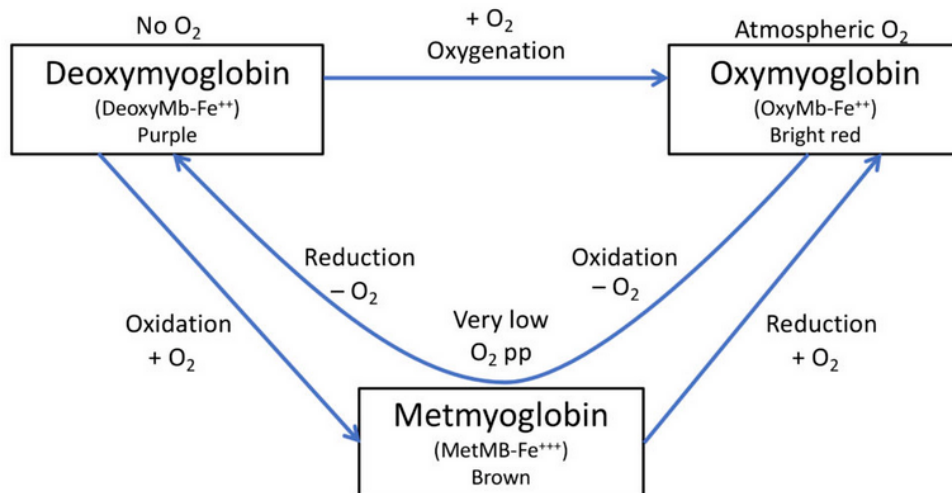 No O₂
Deoxymyoglobin
(DeoxyMb-Fe⁺⁺)
Purple
+ O₂
Oxygenation
Atmospheric O₂
Oxymyoglobin
(OxyMb-Fe⁺⁺)
Bright red
Reduction
– O₂
Oxidation
– O₂
Oxidation
+ O₂
Very low
O₂ pp
Reduction
+ O₂
Metmyoglobin
(MetMB-Fe⁺⁺⁺)
Brown